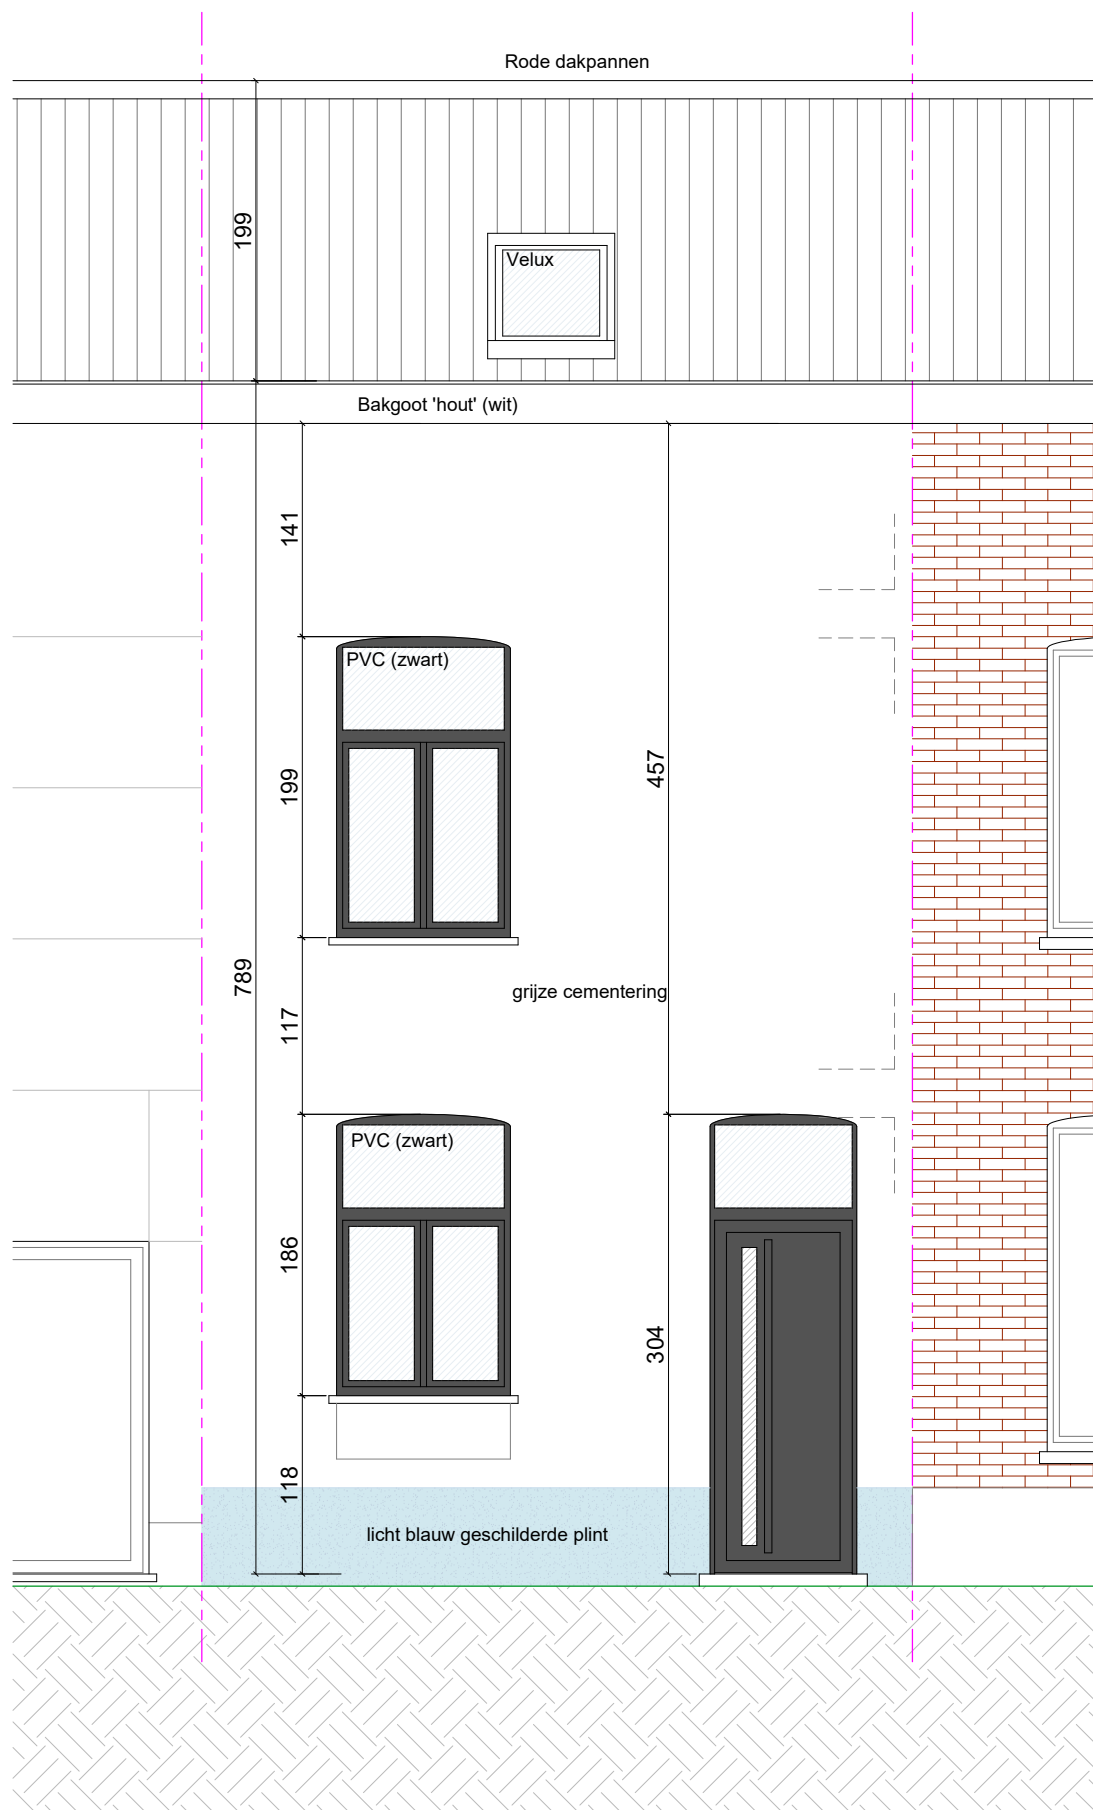 Rode dakpannen
199
Velux
Bakgoot 'hout' (wit)
141
PVC (zwart)
199
457
789
grijze cementering
117
PVC (zwart)
186
304
118
licht blauw geschilderde plint